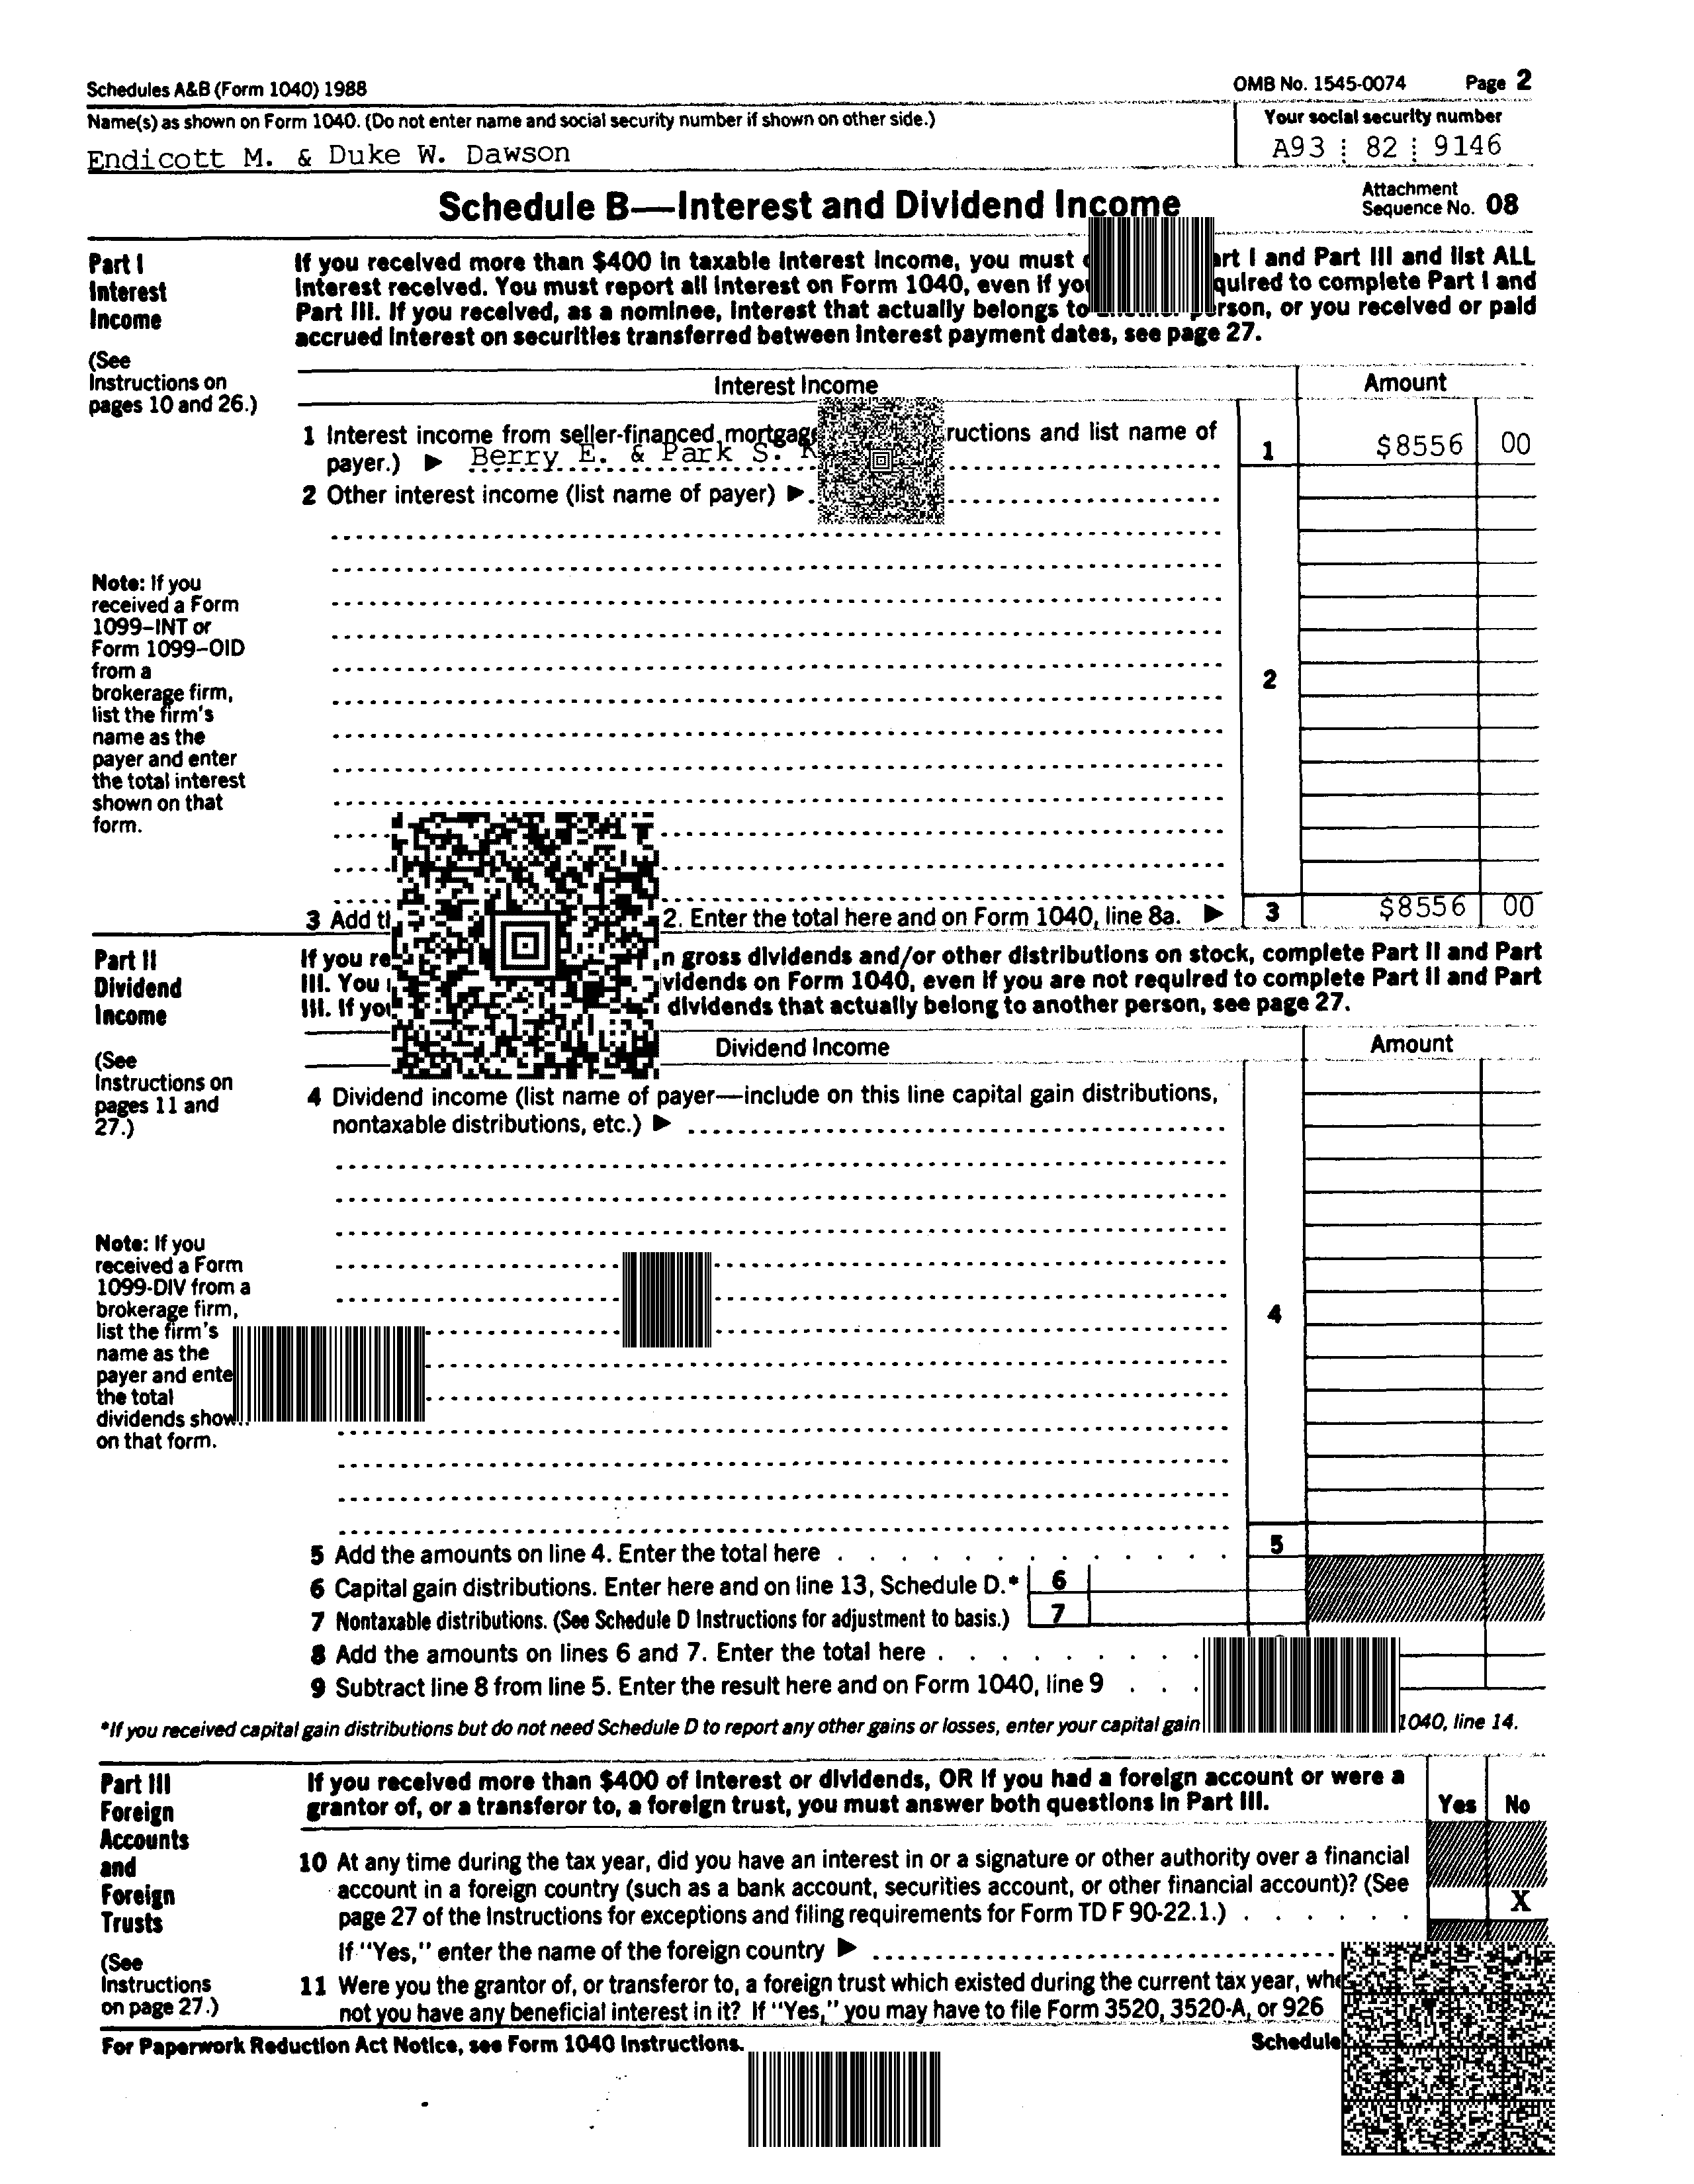 Schedules A&B (Form 1040) 1988 OMB No. 1545-0074 Page 2
Name(s) as shown on Form 1040. (Do not enter name and social security number if shown on other side.) Your social security number
Endicott M. & Duke W. Dawson A93 82 9146
Schedule B—Interest and Dividend Income Attachment Sequence No. 08
Part I
Interest
Income
(See
Instructions on
pages 10 and 26.)
If you received more than $400 in taxable interest income, you must Part I and Part III and list ALL
interest received. You must report all interest on Form 1040, even if you required to complete Part I and
Part III. If you received, as a nominee, interest that actually belongs to person, or you received or paid
accrued interest on securities transferred between interest payment dates, see page 27.
Interest Income Amount
1 Interest income from seller-financed and list name of
payer.) ▶ Berry E. & Park S. 1 $8556 00
2 Other interest income (list name of payer) ▶
Note: If you
received a Form
1099–INT or
Form 1099–OID
from a
brokerage firm,
list the firm's
name as the
payer and enter
the total interest
shown on that
form.
2
3 Add 2. Enter the total here and on Form 1040, line 8a. ▶ 3 $8556 00
Part II
Dividend
Income
(See
Instructions on
pages 11 and
27.)
If you gross dividends and/or other distributions on stock, complete Part II and Part
III. You dividends on Form 1040, even if you are not required to complete Part II and Part
III. If you dividends that actually belong to another person, see page 27.
Dividend Income Amount
4 Dividend income (list name of payer—include on this line capital gain distributions,
nontaxable distributions, etc.) ▶
Note: If you
received a Form
1099-DIV from a
brokerage firm,
list the firm's
name as the
payer and enter
the total
dividends shown
on that form.
4
5 Add the amounts on line 4. Enter the total here 5
6 Capital gain distributions. Enter here and on line 13, Schedule D.* 6
7 Nontaxable distributions. (See Schedule D Instructions for adjustment to basis.) 7
8 Add the amounts on lines 6 and 7. Enter the total here
9 Subtract line 8 from line 5. Enter the result here and on Form 1040, line 9
*If you received capital gain distributions but do not need Schedule D to report any other gains or losses, enter your capital gain 1040, line 14.
Part III
Foreign
Accounts
and
Foreign
Trusts
(See
Instructions
on page 27.)
If you received more than $400 of interest or dividends, OR if you had a foreign account or were a
grantor of, or a transferor to, a foreign trust, you must answer both questions in Part III. Yes No
10 At any time during the tax year, did you have an interest in or a signature or other authority over a financial
account in a foreign country (such as a bank account, securities account, or other financial account)? (See
page 27 of the Instructions for exceptions and filing requirements for Form TD F 90-22.1.) X
If "Yes," enter the name of the foreign country ▶
11 Were you the grantor of, or transferor to, a foreign trust which existed during the current tax year,
not you have any beneficial interest in it? If "Yes," you may have to file Form 3520, 3520-A, or 926
For Paperwork Reduction Act Notice, see Form 1040 Instructions. Schedule